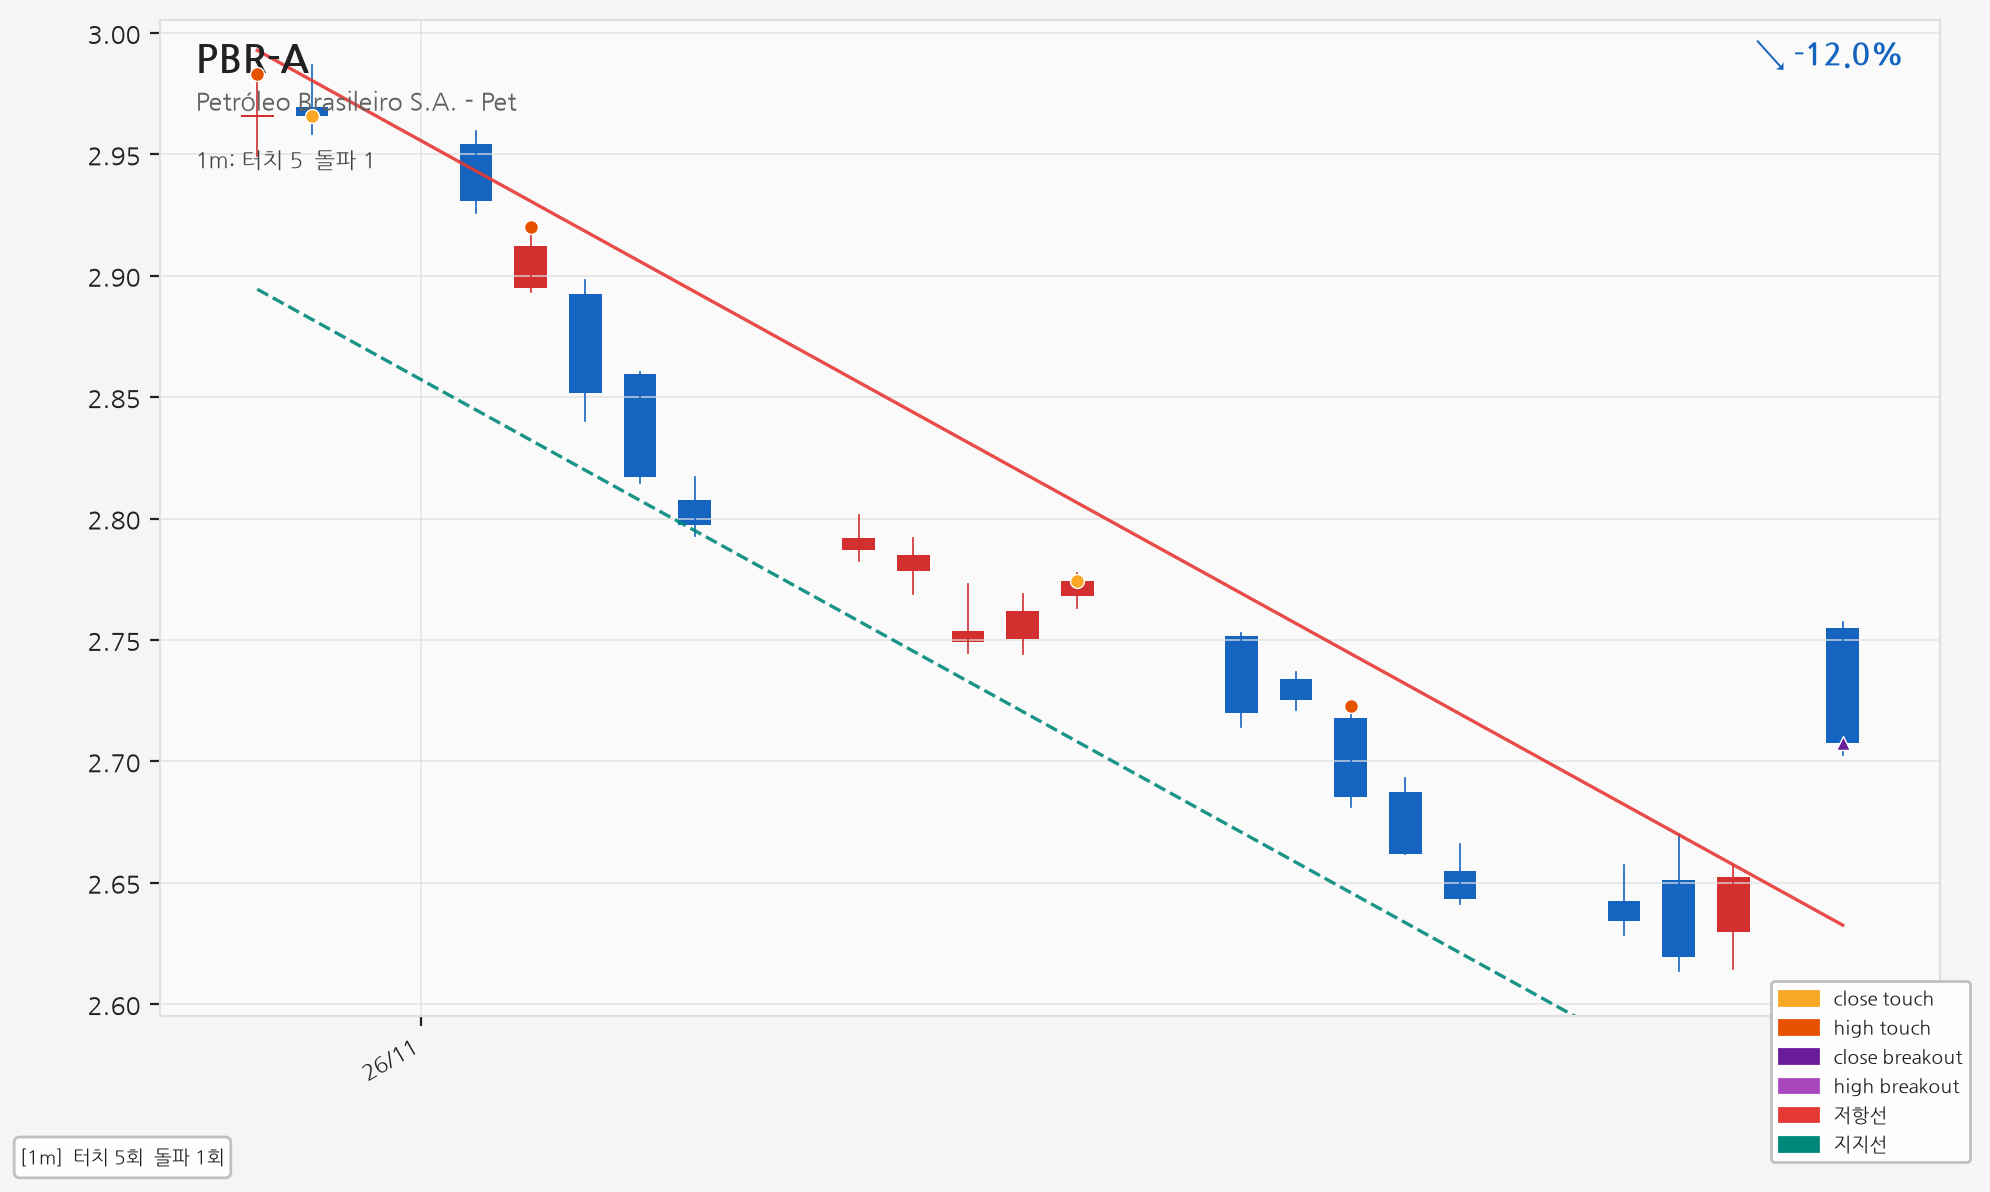 PBR-A
Petróleo Brasileiro S.A. - Pet
1m: 터치 5 돌파 1
-12.0%
3.00
2.95
2.90
2.85
2.80
2.75
2.70
2.65
2.60
26/11
close touch
high touch
close breakout
high breakout
저항선
지지선
[1m] 터치 5회 돌파 1회